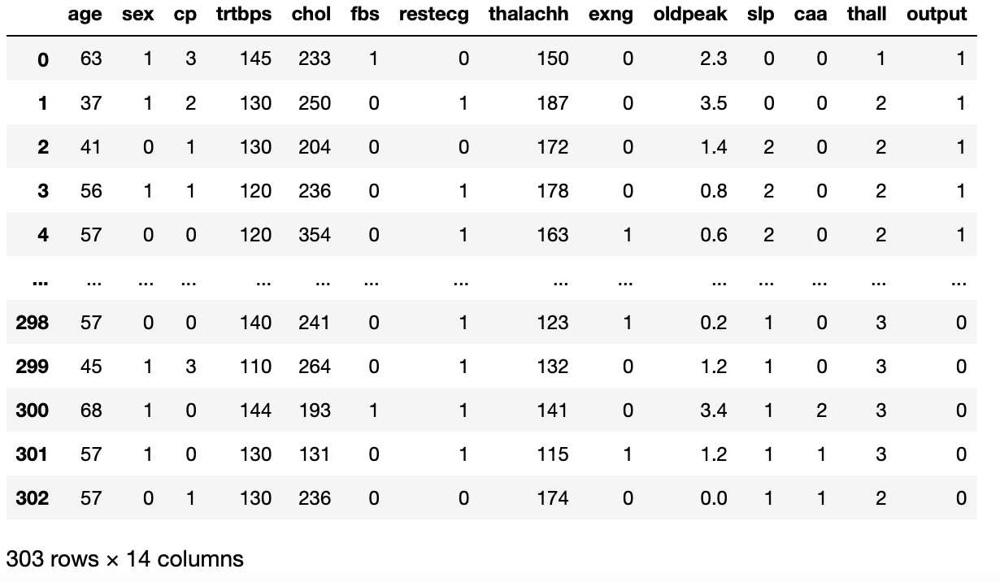 age sex cp trtbps chol fbs restecg thalachh exng oldpeak slp caa thall output
0 63 1 3 145 233 1 0 150 0 2.3 0 0 1 1
1 37 1 2 130 250 0 1 187 0 3.5 0 0 2 1
2 41 0 1 130 204 0 0 172 0 1.4 2 0 2 1
3 56 1 1 120 236 0 1 178 0 0.8 2 0 2 1
4 57 0 0 120 354 0 1 163 1 0.6 2 0 2 1
... ... ... ... ... ... ... ... ... ... ... ... ... ... ...
298 57 0 0 140 241 0 1 123 1 0.2 1 0 3 0
299 45 1 3 110 264 0 1 132 0 1.2 1 0 3 0
300 68 1 0 144 193 1 1 141 0 3.4 1 2 3 0
301 57 1 0 130 131 0 1 115 1 1.2 1 1 3 0
302 57 0 1 130 236 0 0 174 0 0.0 1 1 2 0
303 rows × 14 columns